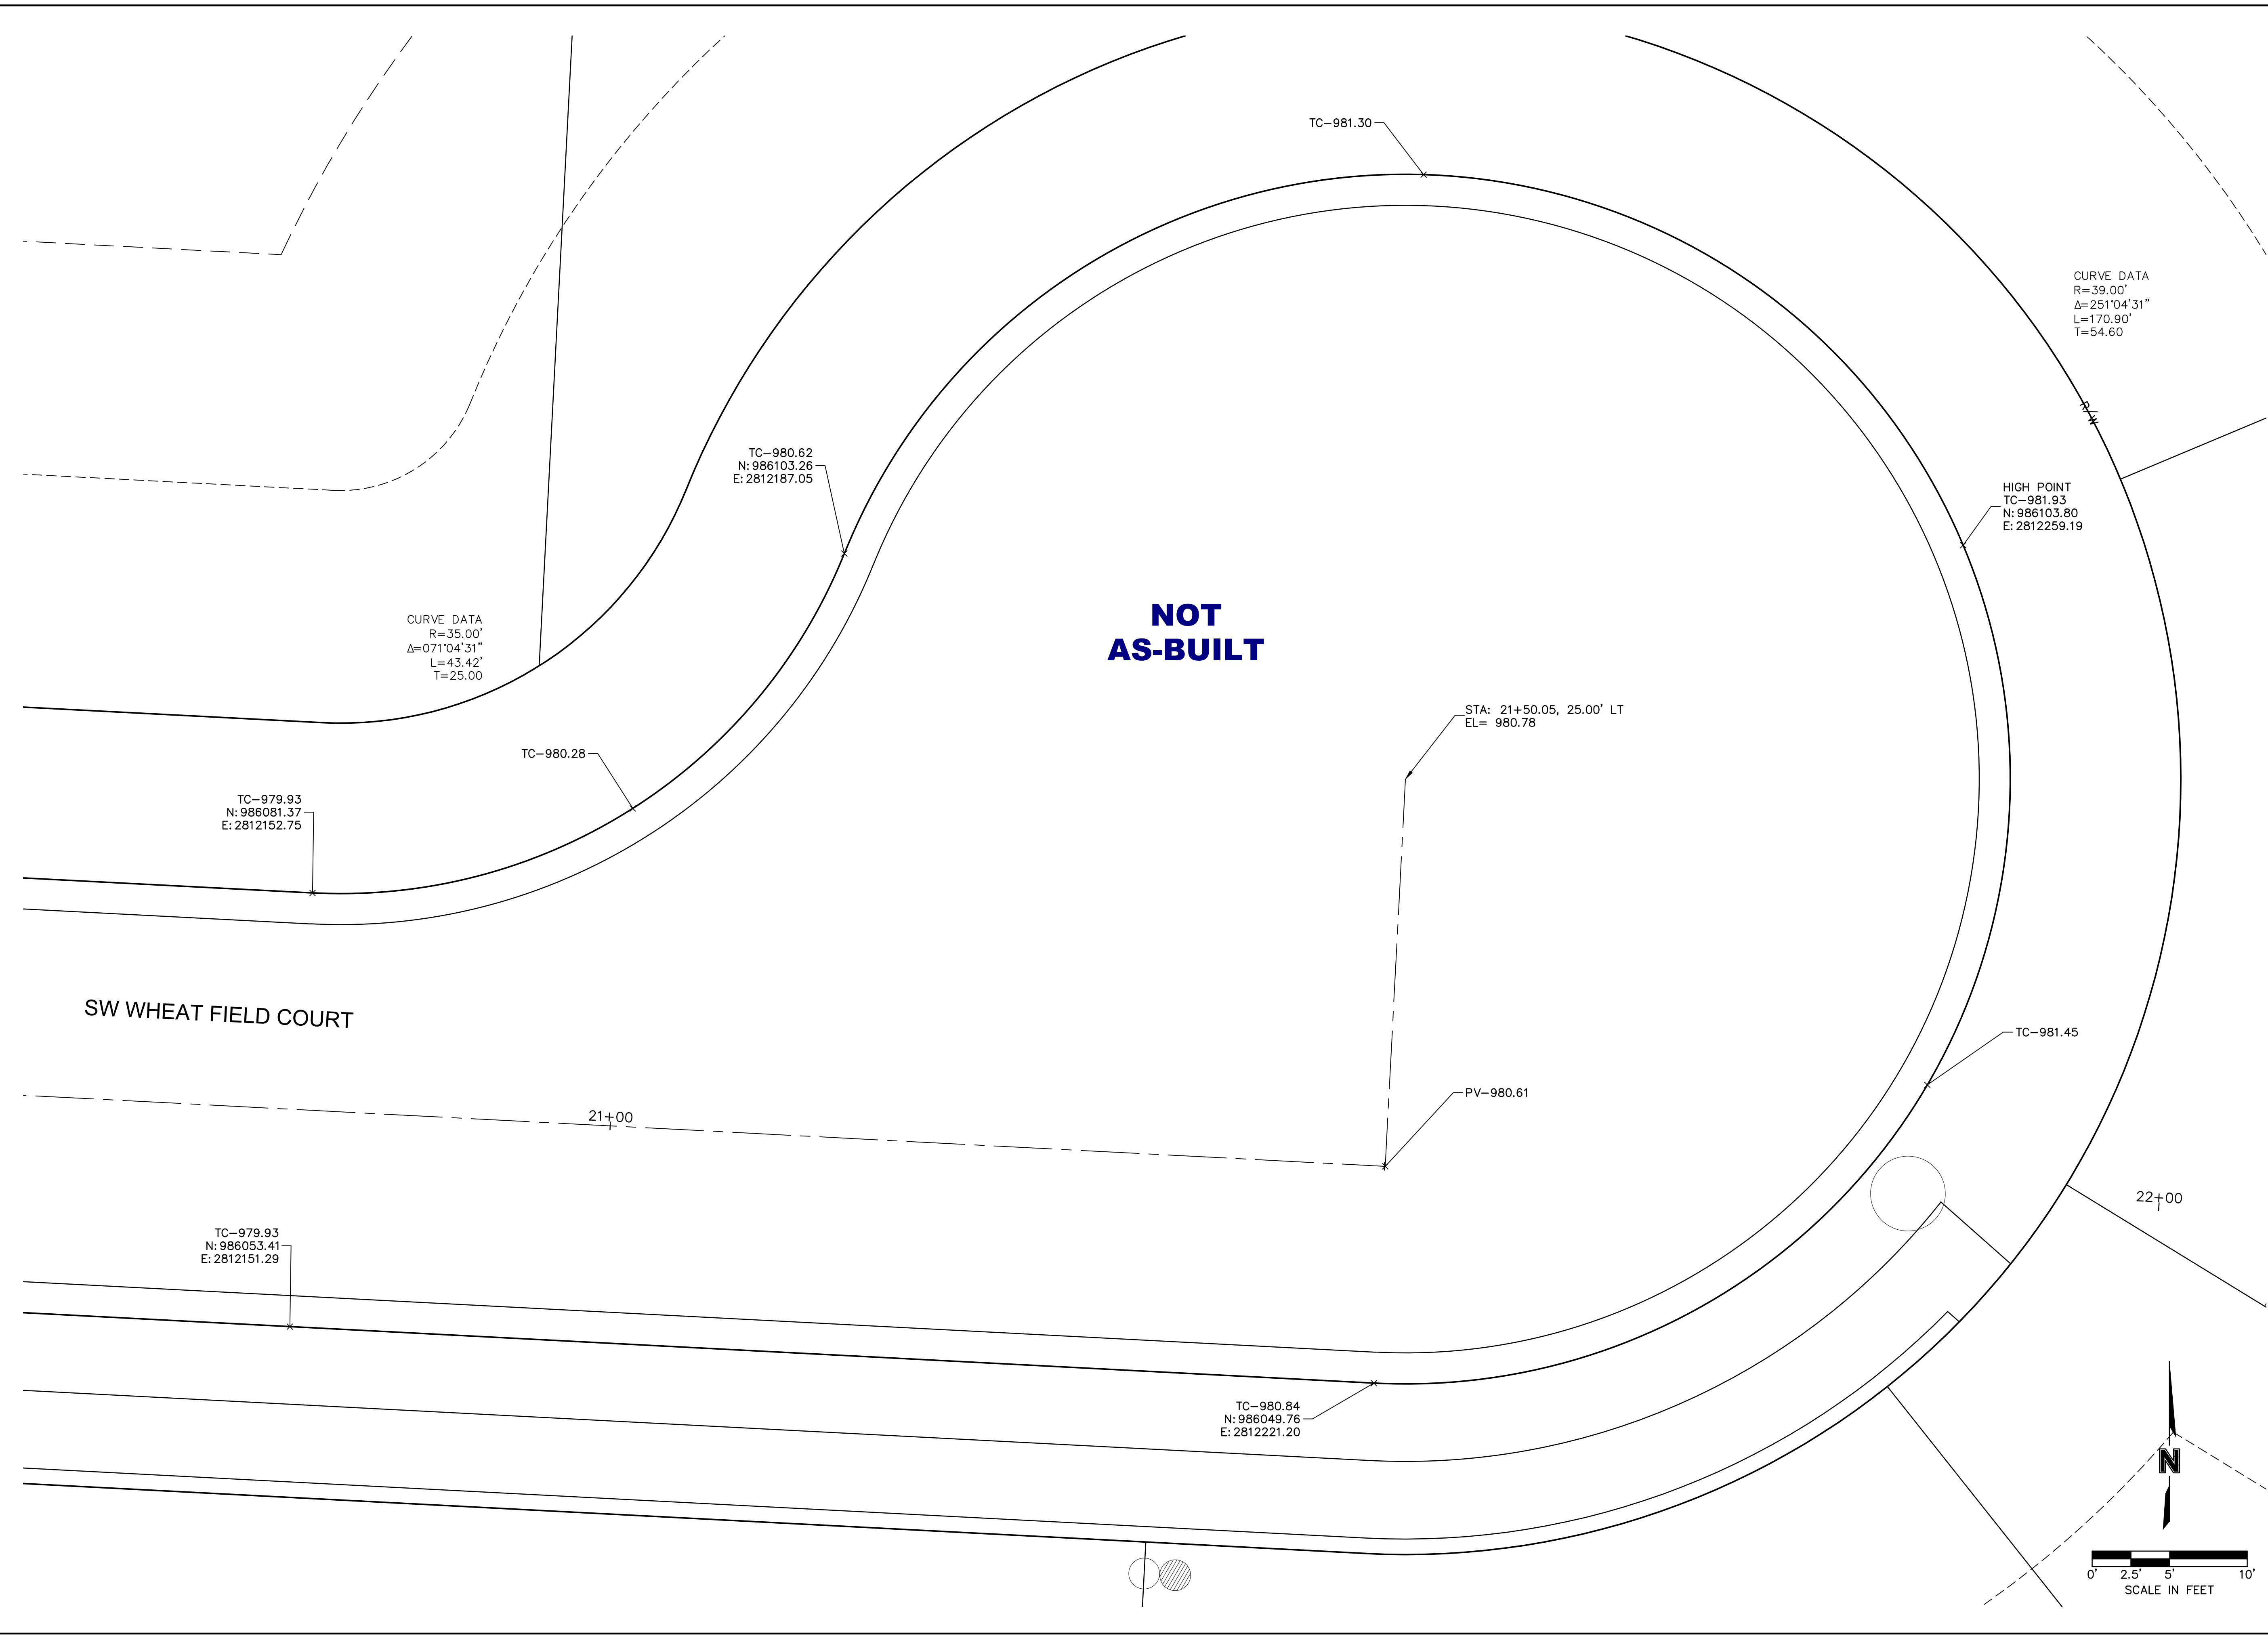 TC-981.30
CURVE DATA
R=39.00'
Δ=251°04'31"
L=170.90'
T=54.60
R/W
TC-980.62
N: 986103.26
E: 2812187.05
HIGH POINT
TC-981.93
N: 986103.80
E: 2812259.19
NOT
AS-BUILT
CURVE DATA
R=35.00'
Δ=071°04'31"
L=43.42'
T=25.00
STA: 21+50.05, 25.00' LT
EL= 980.78
TC-980.28
TC-979.93
N: 986081.37
E: 2812152.75
SW WHEAT FIELD COURT
TC-981.45
PV-980.61
21+00
22+00
TC-979.93
N: 986053.41
E: 2812151.29
TC-980.84
N: 986049.76
E: 2812221.20
N
0' 2.5' 5' 10'
SCALE IN FEET